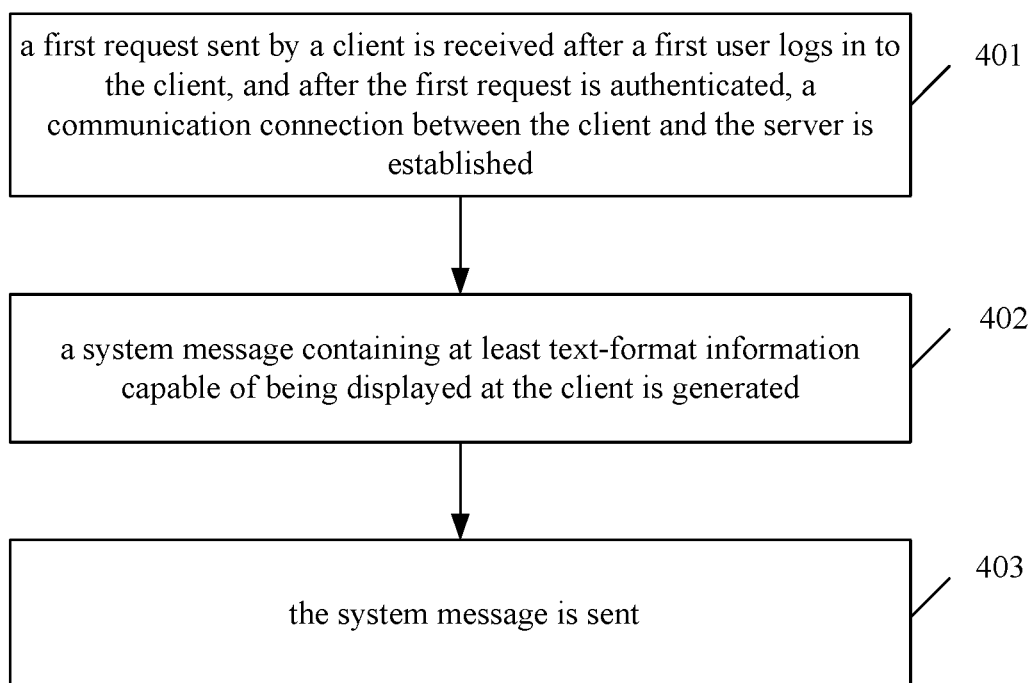 a first request sent by a client is received after a first user logs in to
the client, and after the first request is authenticated, a
communication connection between the client and the server is
established
401
a system message containing at least text-format information
capable of being displayed at the client is generated
402
the system message is sent
403